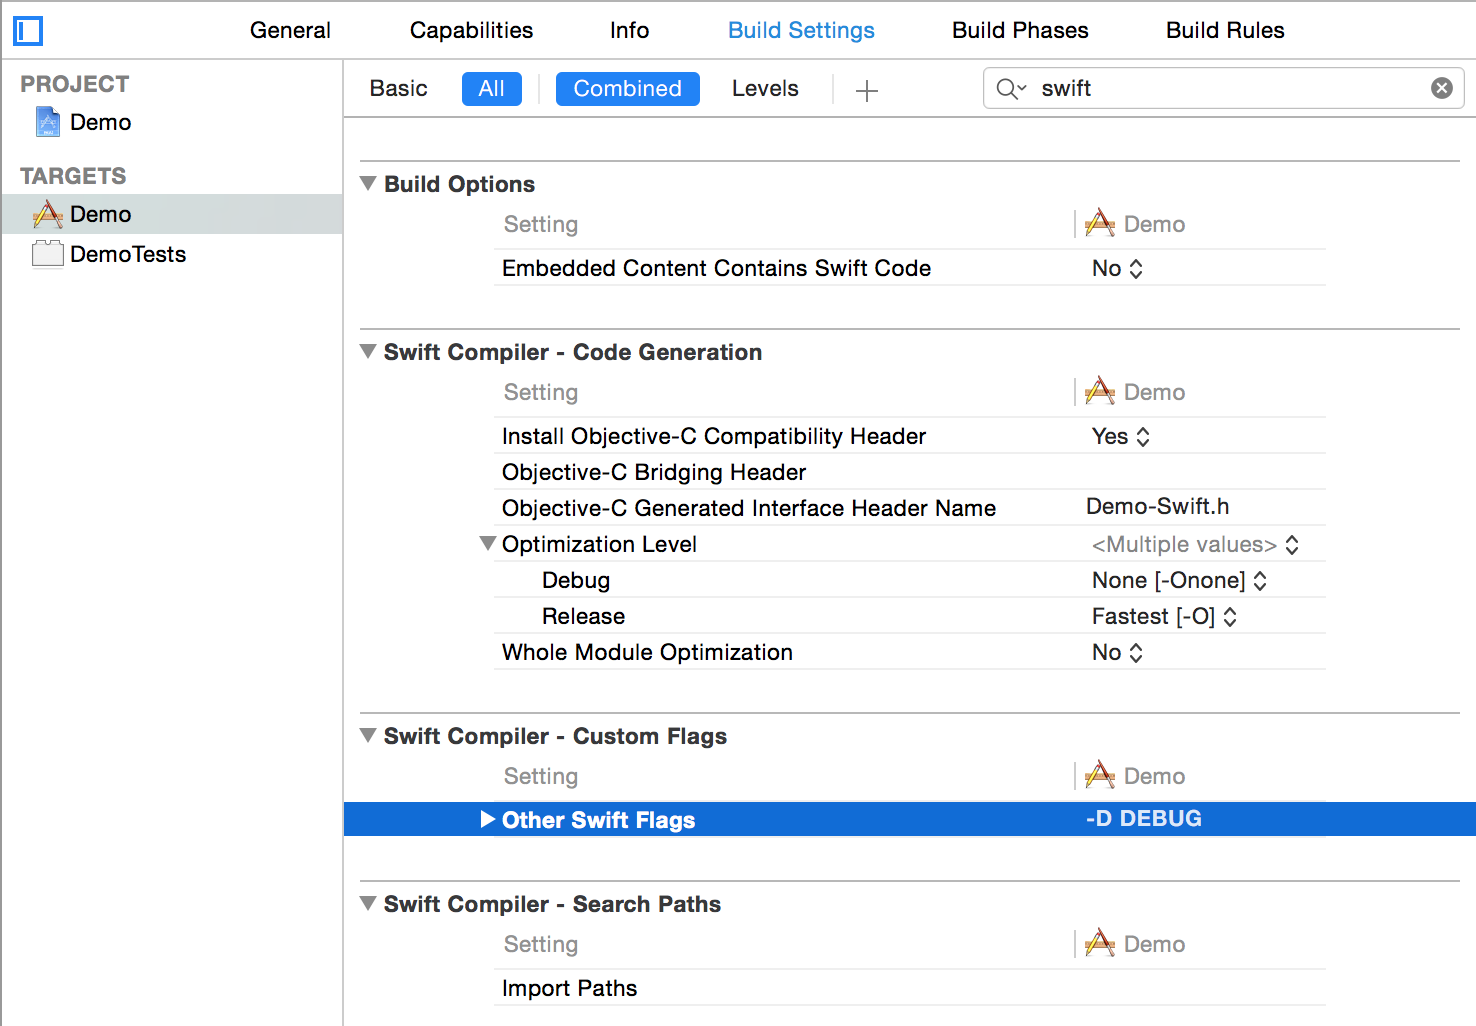 General Capabilities Info Build Settings Build Phases Build Rules
PROJECT
Demo
TARGETS
Demo
DemoTests
Basic All Combined Levels swift
Build Options
Setting Demo
Embedded Content Contains Swift Code No
Swift Compiler - Code Generation
Setting Demo
Install Objective-C Compatibility Header Yes
Objective-C Bridging Header
Objective-C Generated Interface Header Name Demo-Swift.h
Optimization Level <Multiple values>
Debug None [-Onone]
Release Fastest [-O]
Whole Module Optimization No
Swift Compiler - Custom Flags
Setting Demo
Other Swift Flags -D DEBUG
Swift Compiler - Search Paths
Setting Demo
Import Paths